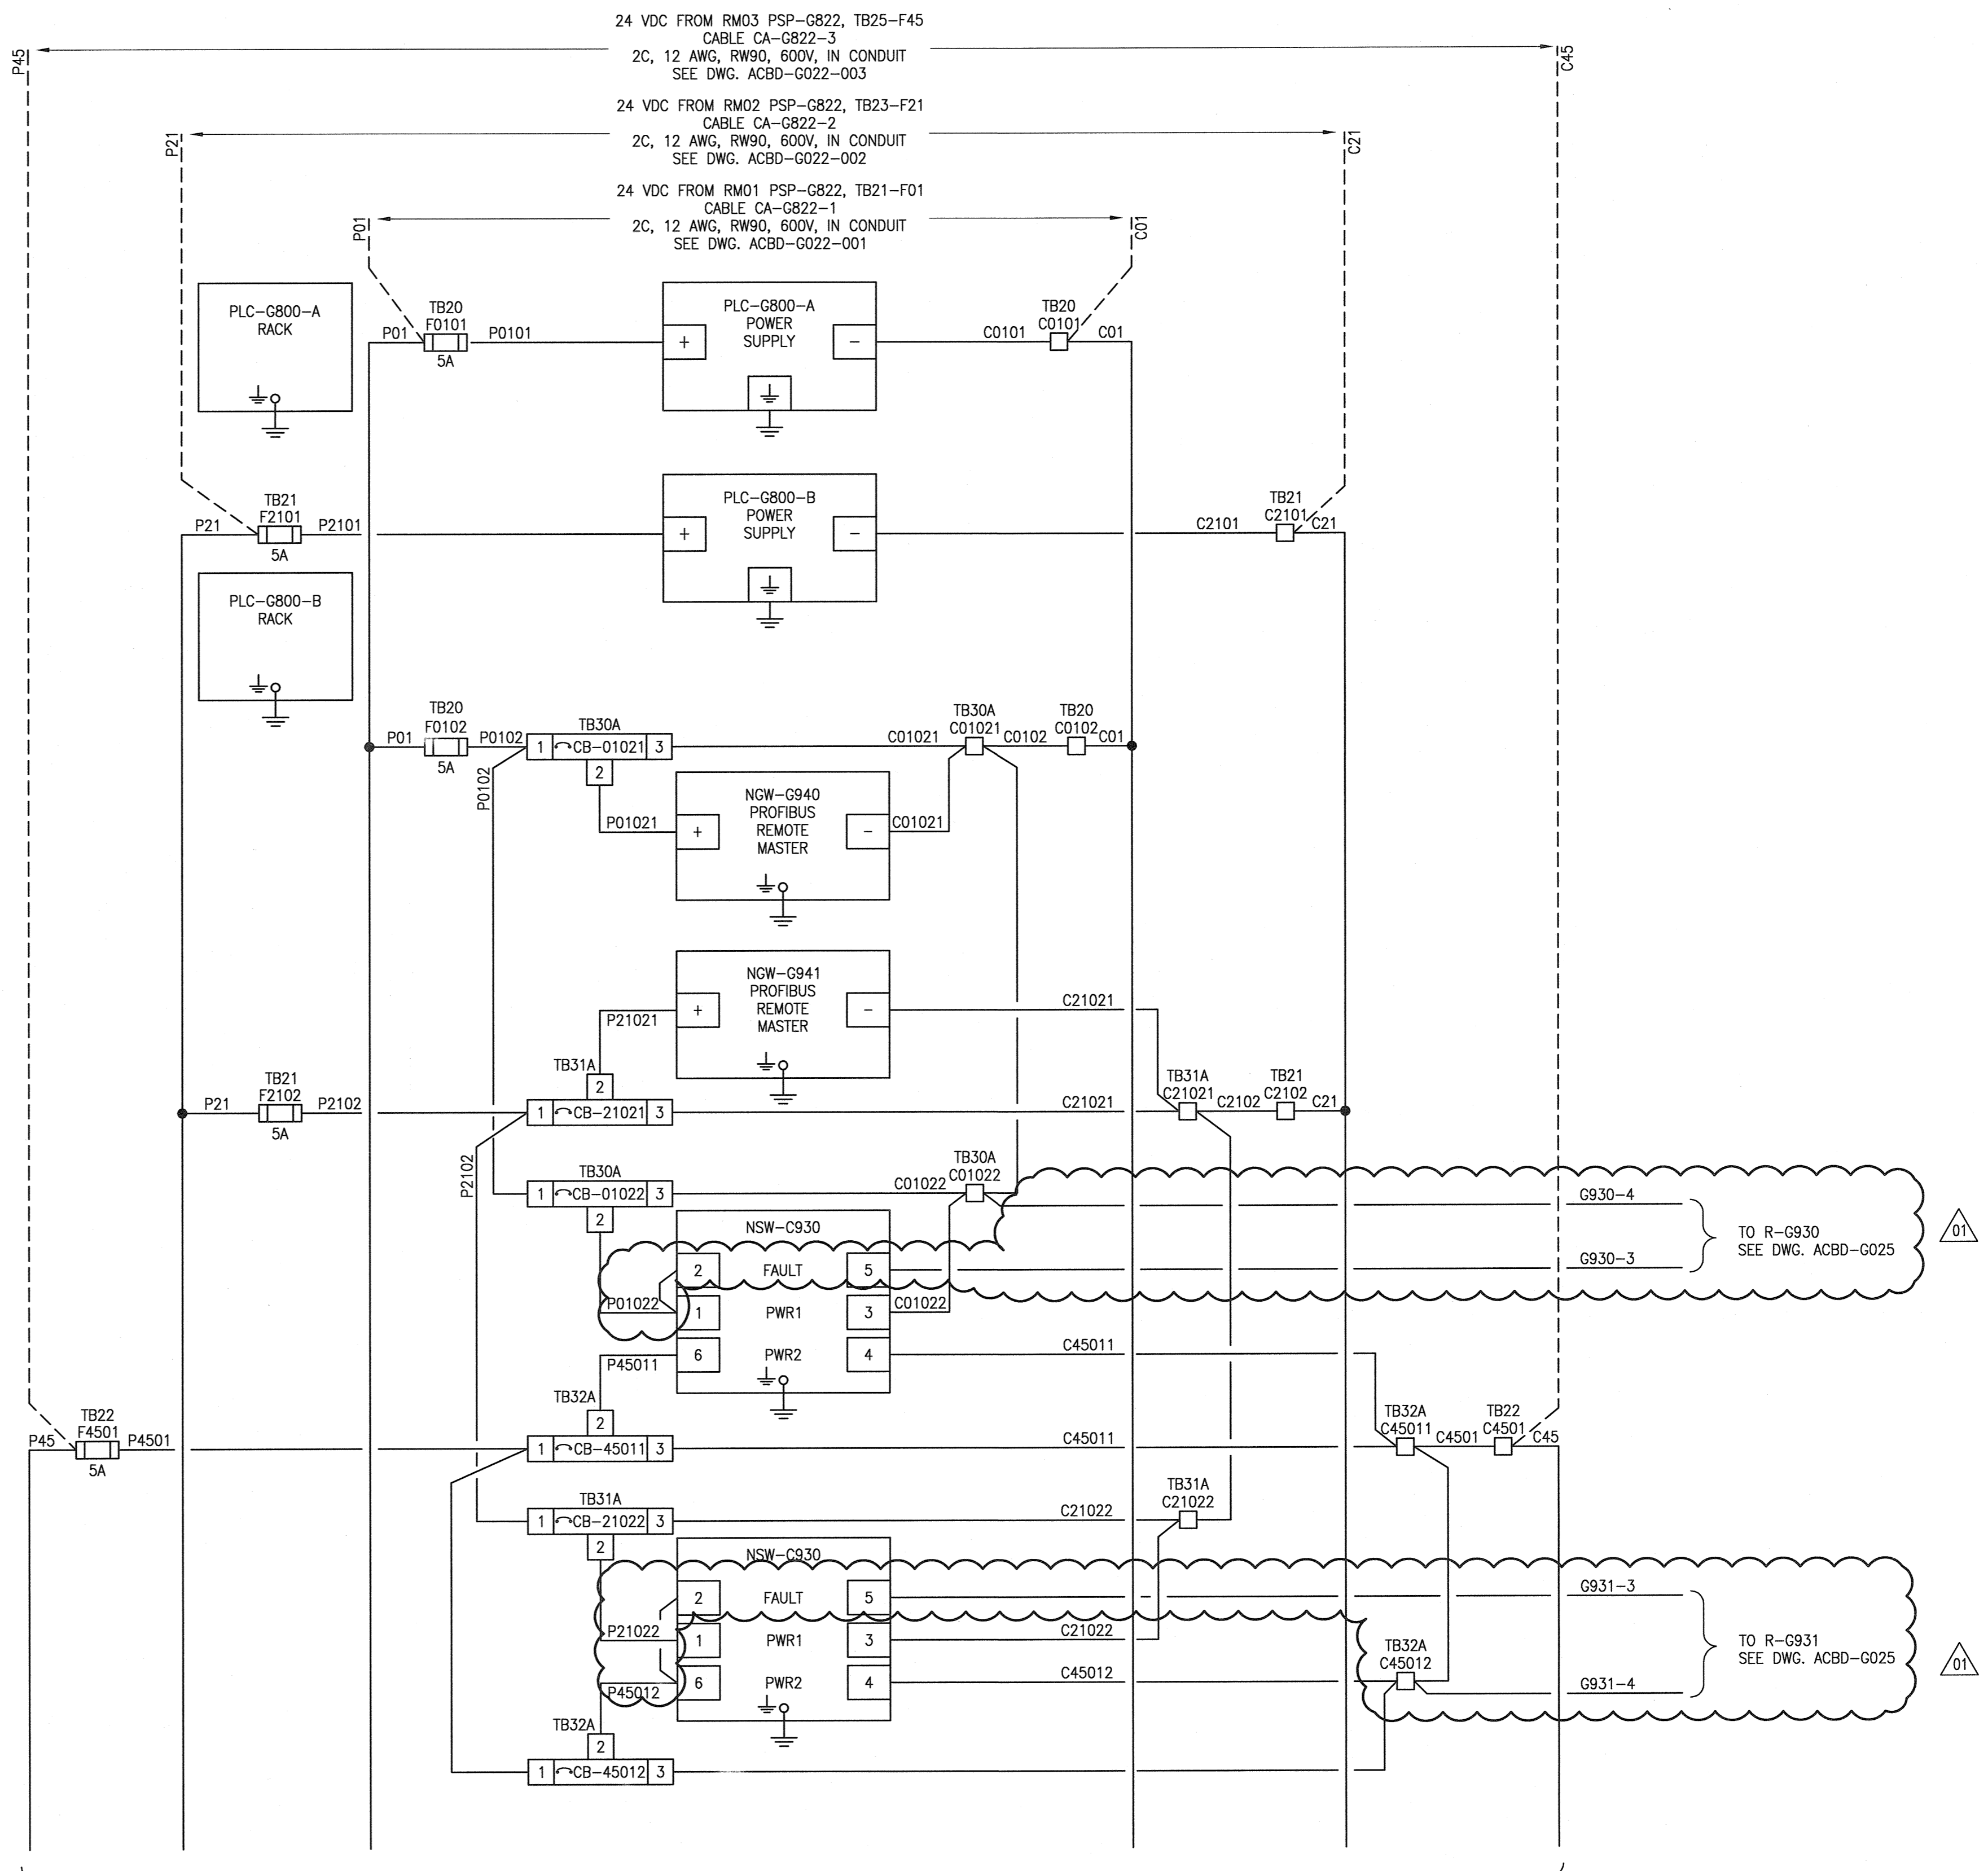 24 VDC FROM RM03 PSP-G822, TB25-F45
CABLE CA-G822-3
2C, 12 AWG, RW90, 600V, IN CONDUIT
SEE DWG. ACBD-G022-003
P45
C45
24 VDC FROM RM02 PSP-G822, TB23-F21
CABLE CA-G822-2
2C, 12 AWG, RW90, 600V, IN CONDUIT
SEE DWG. ACBD-G022-002
P21
C21
24 VDC FROM RM01 PSP-G822, TB21-F01
CABLE CA-G822-1
2C, 12 AWG, RW90, 600V, IN CONDUIT
SEE DWG. ACBD-G022-001
P01
C01
PLC-G800-A
RACK
TB20
F0101
P01
P0101
5A
PLC-G800-A
POWER
SUPPLY
+
-
TB20
C0101
C0101
C01
TB21
F2101
P21
P2101
5A
PLC-G800-B
POWER
SUPPLY
+
-
TB21
C2101
C2101
C21
PLC-G800-B
RACK
TB20
F0102
P01
P0102
5A
TB30A
1 CB-01021 3
2
P0102
C01021
TB30A
C01021
C0102
TB20
C0102
C01
NGW-G940
PROFIBUS
REMOTE
MASTER
P01021
+
-
C01021
NGW-G941
PROFIBUS
REMOTE
MASTER
P21021
+
-
C21021
TB31A
2
1 CB-21021 3
TB21
F2102
P21
P2102
5A
C21021
TB31A
C21021
C2102
TB21
C2102
C21
P2102
TB30A
1 CB-01022 3
2
C01022
TB30A
C01022
G930-4
G930-3
TO R-G930
SEE DWG. ACBD-G025
01
NSW-C930
2 FAULT 5
P01022
1 PWR1 3
C01022
6 PWR2 4
P45011
C45011
TB32A
2
1 CB-45011 3
TB22
F4501
P45
P4501
5A
C45011
TB32A
C45011
C4501
TB22
C4501
C45
TB31A
1 CB-21022 3
2
C21022
TB31A
C21022
NSW-C930
2 FAULT 5
G931-3
P21022
1 PWR1 3
C21022
6 PWR2 4
P45012
C45012
TB32A
C45012
G931-4
TO R-G931
SEE DWG. ACBD-G025
01
TB32A
2
1 CB-45012 3